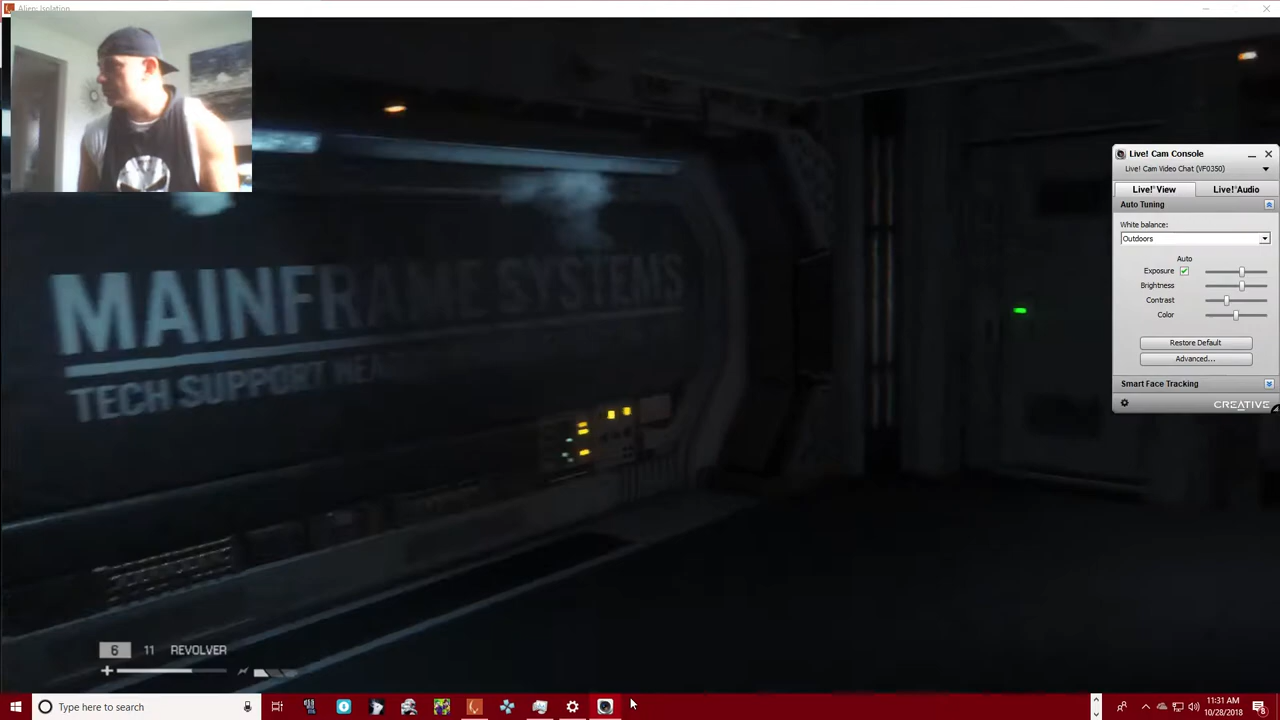 Alien: Isolation
MAINFRAME SYSTEMS
TECH SUPPORT
6 11 REVOLVER
Live! Cam Console
Live! Cam Video Chat (VF0350)
Live! View Live! Audio
Auto Tuning
White balance:
Outdoors
Auto
Exposure
Brightness
Contrast
Color
Restore Default
Advanced...
Smart Face Tracking
CREATIVE
Type here to search
11:31 AM
10/28/2018
8